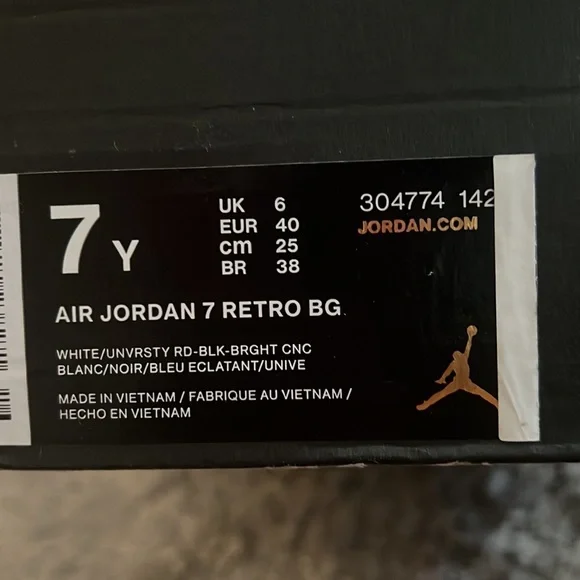 7 Y
UK 6
EUR 40
cm 25
BR 38
304774 142
JORDAN.COM
AIR JORDAN 7 RETRO BG
WHITE/UNVRSTY RD-BLK-BRGHT CNC
BLANC/NOIR/BLEU ECLATANT/UNIVE
MADE IN VIETNAM / FABRIQUE AU VIETNAM /
HECHO EN VIETNAM